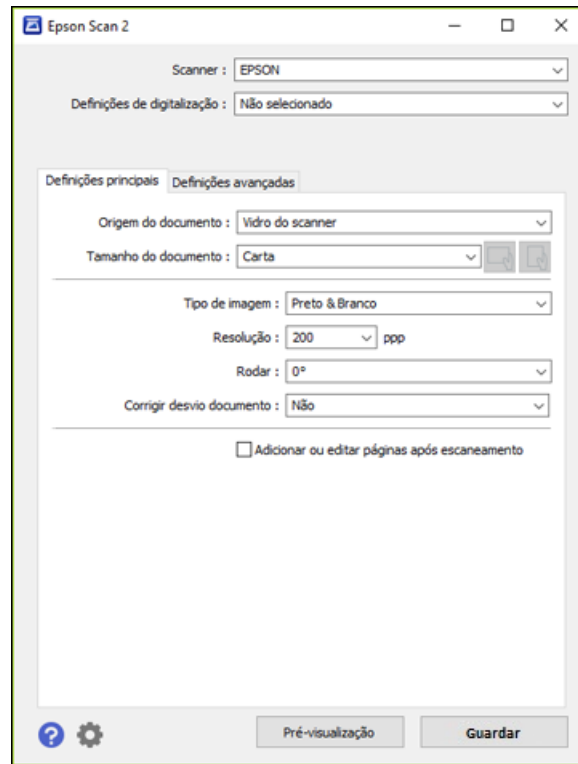 Epson Scan 2
Scanner : EPSON
Definições de digitalização : Não selecionado
Definições principais Definições avançadas
Origem do documento : Vidro do scanner
Tamanho do documento : Carta
Tipo de imagem : Preto & Branco
Resolução : 200 ppp
Rodar : 0°
Corrigir desvio documento : Não
Adicionar ou editar páginas após escaneamento
? Pré-visualização Guardar